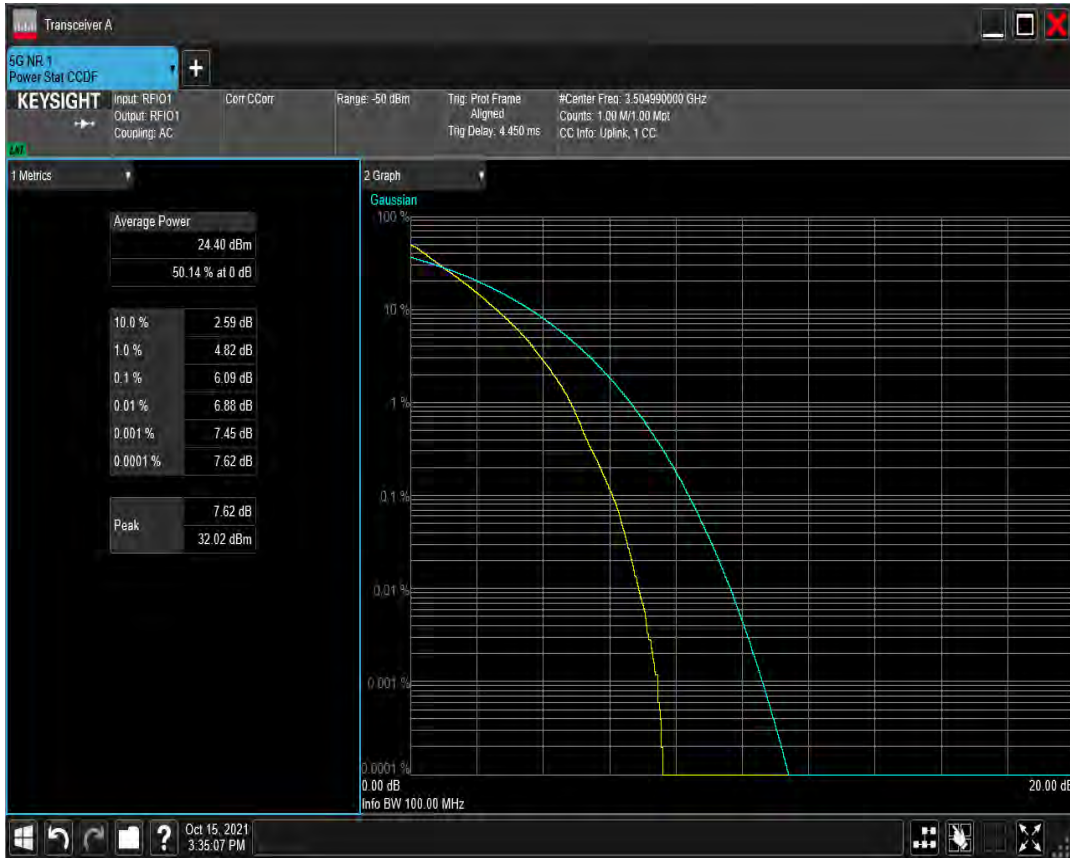 Transceiver A
5G NR 1
Power Stat CCDF
+
KEYSIGHT
Input: RFIO1
Output: RFIO1
Coupling: AC
Corr CCorr
Range: -50 dBm
Trig: Prot Frame
Aligned
Trig Delay: 4.450 ms
#Center Freq: 3.504990000 GHz
Counts: 1.00 M/1.00 Mpt
CC Info: Uplink, 1 CC
1 Metrics
Average Power
24.40 dBm
50.14 % at 0 dB
10.0 % 2.59 dB
1.0 % 4.82 dB
0.1 % 6.09 dB
0.01 % 6.88 dB
0.001 % 7.45 dB
0.0001 % 7.62 dB
Peak 7.62 dB
32.02 dBm
2 Graph
Gaussian
100 %
10 %
1 %
0.1 %
0.01 %
0.001 %
0.0001 %
0.00 dB 20.00 dB
Info BW 100.00 MHz
? Oct 15, 2021
3:35:07 PM